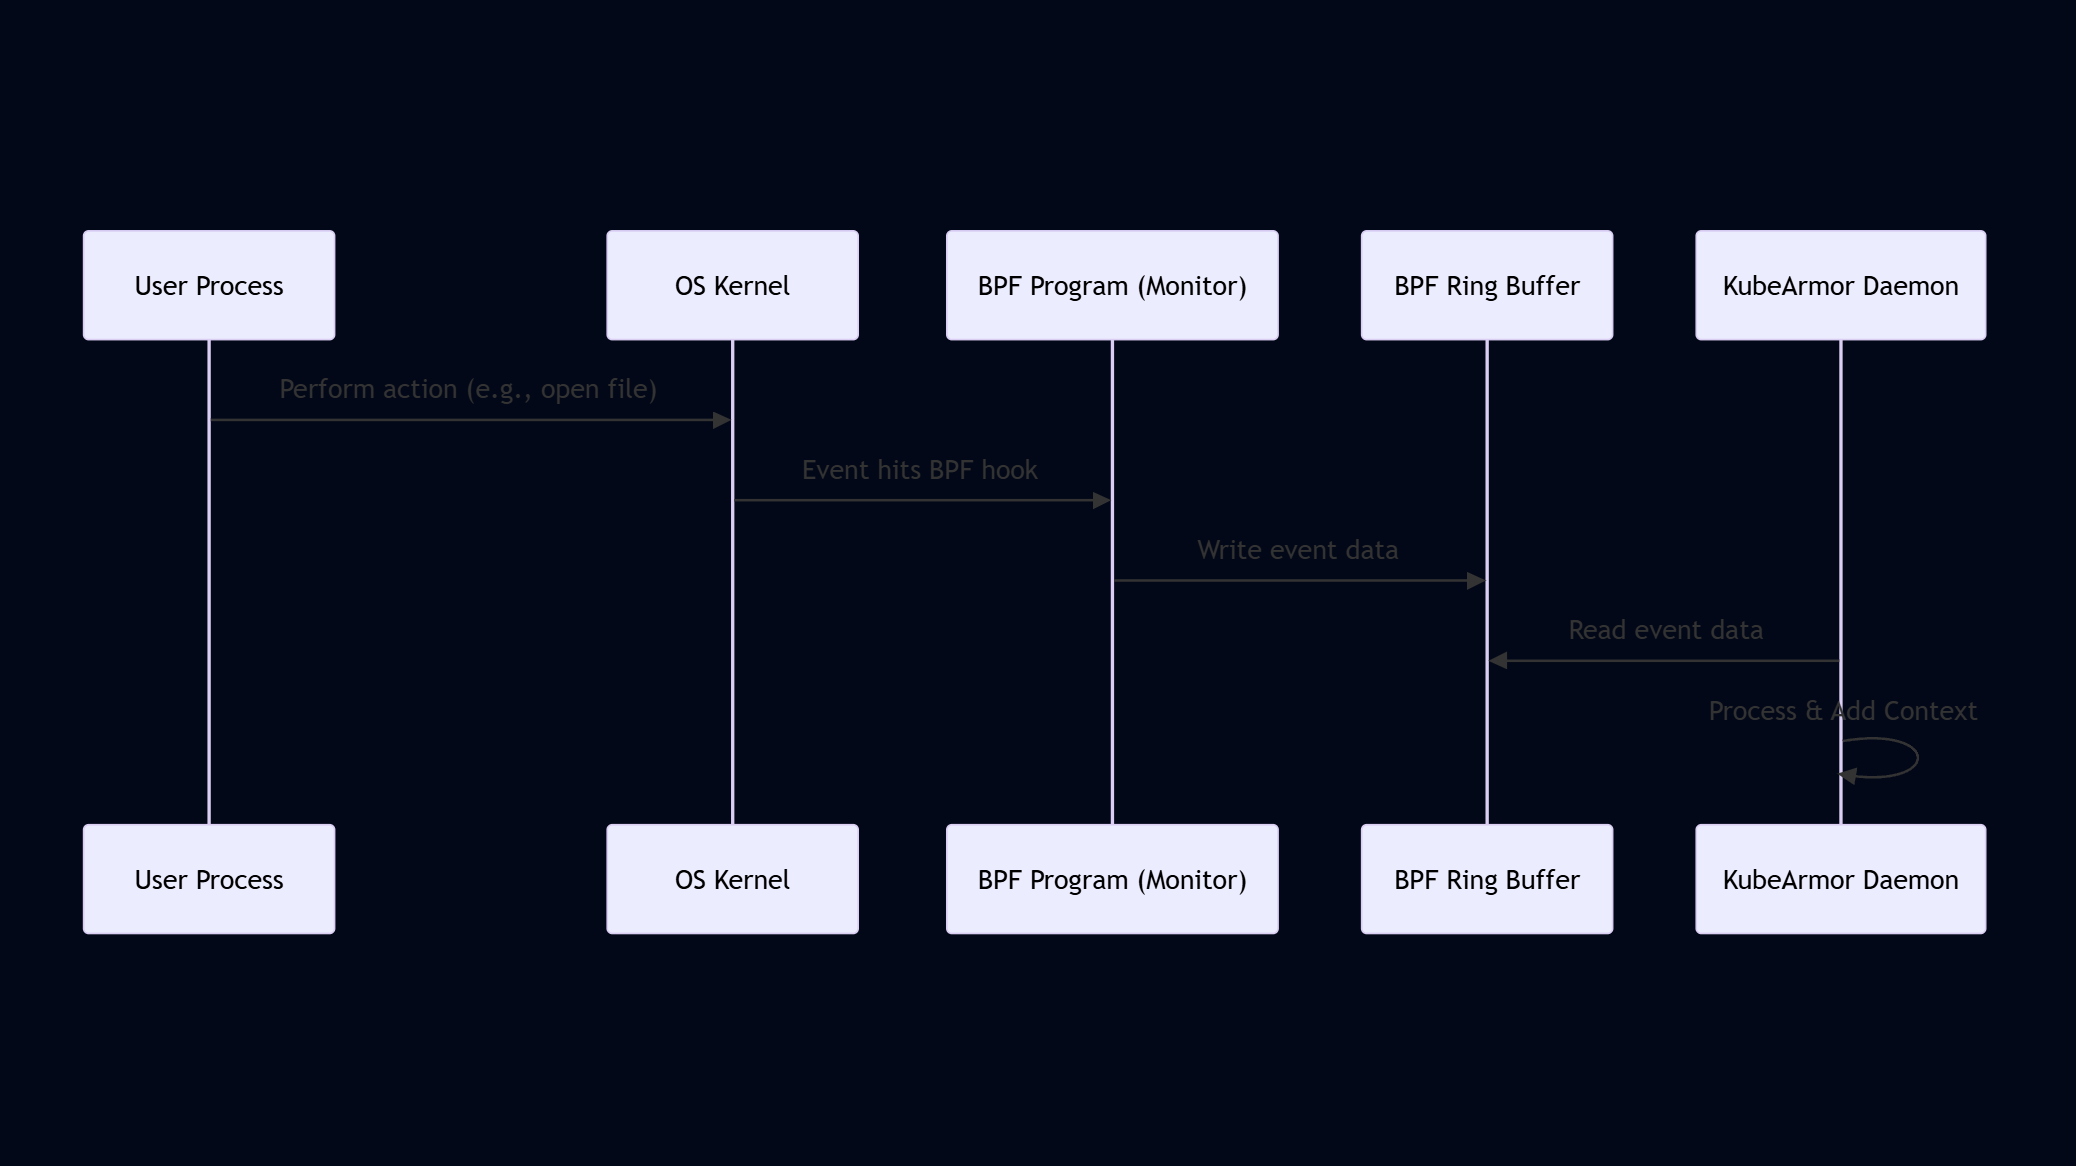 User Process
OS Kernel
BPF Program (Monitor)
BPF Ring Buffer
KubeArmor Daemon
Perform action (e.g., open file)
Event hits BPF hook
Write event data
Read event data
Process & Add Context
User Process
OS Kernel
BPF Program (Monitor)
BPF Ring Buffer
KubeArmor Daemon